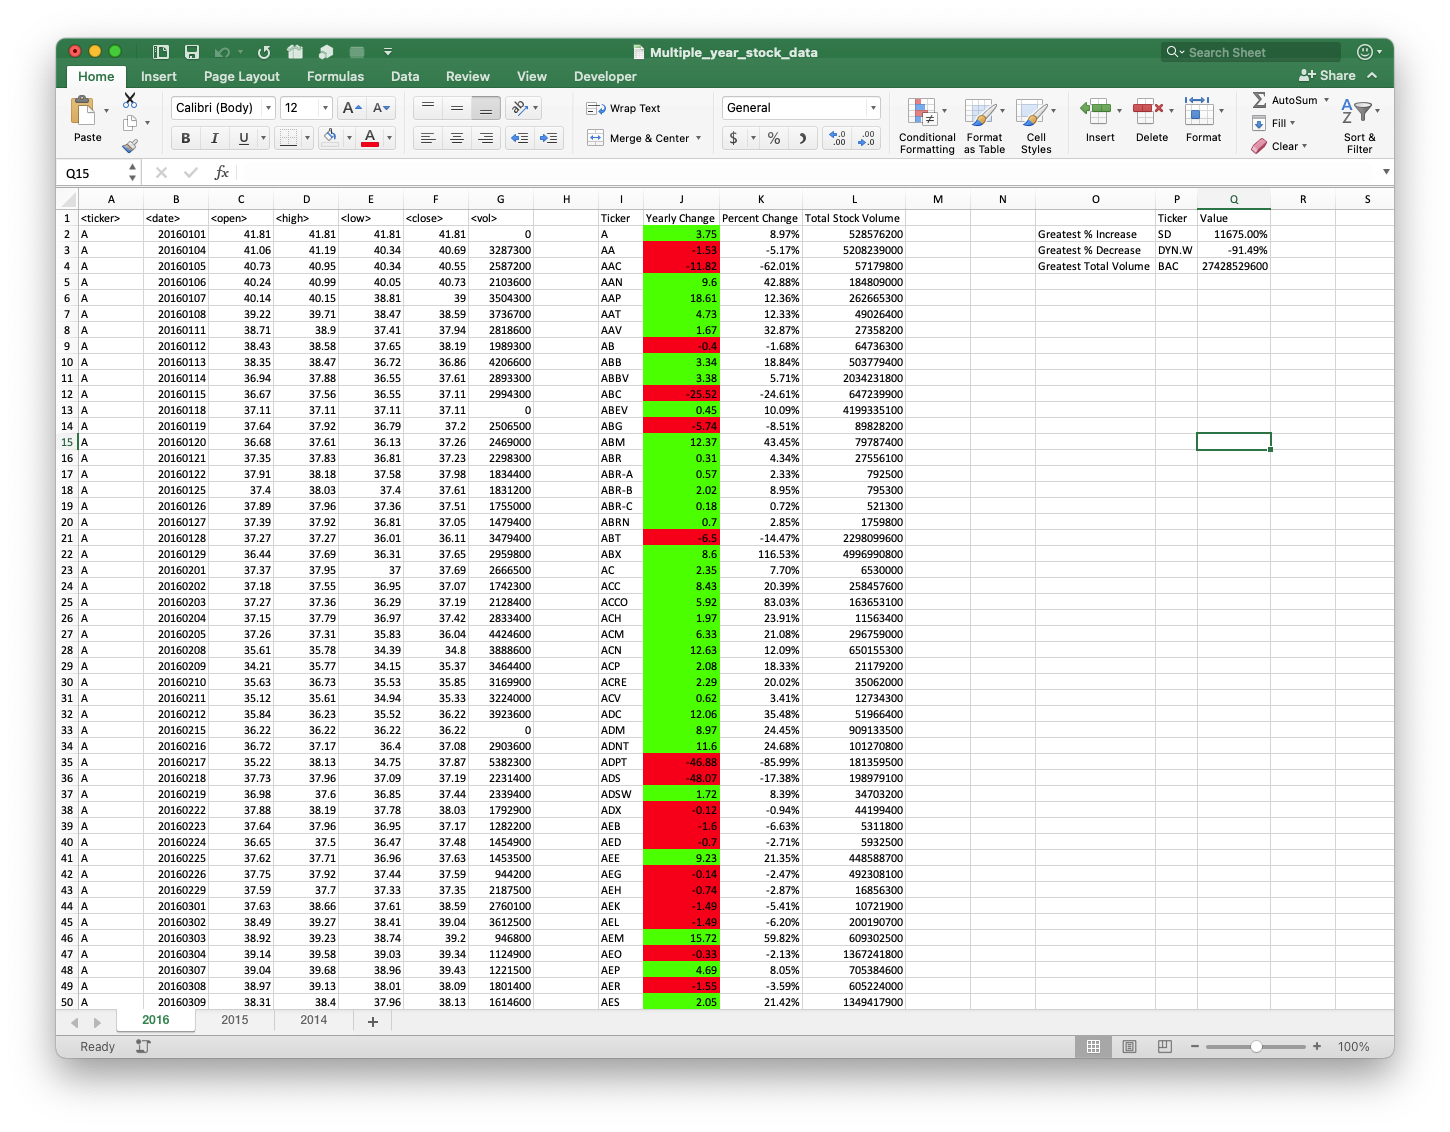 Multiple_year_stock_data
Search Sheet
Home Insert Page Layout Formulas Data Review View Developer Share
Paste Calibri (Body) 12 A A Wrap Text General Conditional Formatting Format as Table Cell Styles Insert Delete Format AutoSum Fill Clear Sort & Filter
B I U A Merge & Center $ % )
Q15 fx
A B C D E F G H I J K L M N O P Q R S
1 <ticker> <date> <open> <high> <low> <close> <vol> Ticker Yearly Change Percent Change Total Stock Volume Ticker Value
2 A 20160101 41.81 41.81 41.81 41.81 0 A 3.75 8.97% 528576200 Greatest % Increase SD 11675.00%
3 A 20160104 41.06 41.19 40.34 40.69 3287300 AA -1.53 -5.17% 5208239000 Greatest % Decrease DYN.W -91.49%
4 A 20160105 40.73 40.95 40.34 40.55 2587200 AAC -11.82 -62.01% 57179800 Greatest Total Volume BAC 27428529600
5 A 20160106 40.24 40.99 40.05 40.73 2103600 AAN 9.6 42.88% 184809000
6 A 20160107 40.14 40.15 38.81 39 3504300 AAP 18.61 12.36% 262665300
7 A 20160108 39.22 39.71 38.47 38.59 3736700 AAT 4.73 12.33% 49026400
8 A 20160111 38.71 38.9 37.41 37.94 2818600 AAV 1.67 32.87% 27358200
9 A 20160112 38.43 38.58 37.65 38.19 1989300 AB -0.4 -1.68% 64736300
10 A 20160113 38.35 38.47 36.72 36.86 4206600 ABB 3.34 18.84% 503779400
11 A 20160114 36.94 37.88 36.55 37.61 2893300 ABBV 3.38 5.71% 2034231800
12 A 20160115 36.67 37.56 36.55 37.11 2994300 ABC -25.52 -24.61% 647239900
13 A 20160118 37.11 37.11 37.11 37.11 0 ABEV 0.45 10.09% 4199335100
14 A 20160119 37.64 37.92 36.79 37.2 2506500 ABG -5.74 -8.51% 89828200
15 A 20160120 36.68 37.61 36.13 37.26 2469000 ABM 12.37 43.45% 79787400
16 A 20160121 37.35 37.83 36.81 37.23 2298300 ABR 0.31 4.34% 27556100
17 A 20160122 37.91 38.18 37.58 37.98 1834400 ABR-A 0.57 2.33% 792500
18 A 20160125 37.4 38.03 37.4 37.61 1831200 ABR-B 2.02 8.95% 795300
19 A 20160126 37.89 37.96 37.36 37.51 1755000 ABR-C 0.18 0.72% 521300
20 A 20160127 37.39 37.92 36.81 37.05 1479400 ABRN 0.7 2.85% 1759800
21 A 20160128 37.27 37.27 36.01 36.11 3479400 ABT -6.5 -14.47% 2298099600
22 A 20160129 36.44 37.69 36.31 37.65 2959800 ABX 8.6 116.53% 4996990800
23 A 20160201 37.37 37.95 37 37.69 2666500 AC 2.35 7.70% 6530000
24 A 20160202 37.18 37.55 36.95 37.07 1742300 ACC 8.43 20.39% 258457600
25 A 20160203 37.27 37.36 36.29 37.19 2128400 ACCO 5.92 83.03% 163653100
26 A 20160204 37.15 37.79 36.97 37.42 2833400 ACH 1.97 23.91% 11563400
27 A 20160205 37.26 37.31 35.83 36.04 4424600 ACM 6.33 21.08% 296759000
28 A 20160208 35.61 35.78 34.39 34.8 3888600 ACN 12.63 12.09% 650155300
29 A 20160209 34.21 35.77 34.15 35.37 3464400 ACP 2.08 18.33% 21179200
30 A 20160210 35.63 36.73 35.53 35.85 3169900 ACRE 2.29 20.02% 35062000
31 A 20160211 35.12 35.61 34.94 35.33 3224000 ACV 0.62 3.41% 12734300
32 A 20160212 35.84 36.23 35.52 36.22 3923600 ADC 12.06 35.48% 51966400
33 A 20160215 36.22 36.22 36.22 36.22 0 ADM 8.97 24.45% 909133500
34 A 20160216 36.72 37.17 36.4 37.08 2903600 ADNT 11.6 24.68% 101270800
35 A 20160217 35.22 38.13 34.75 37.87 5382300 ADPT -46.88 -85.99% 181359500
36 A 20160218 37.73 37.96 37.09 37.19 2231400 ADS -48.07 -17.38% 198979100
37 A 20160219 36.98 37.6 36.85 37.44 2339400 ADSW 1.72 8.39% 34703200
38 A 20160222 37.88 38.19 37.78 38.03 1792900 ADX -0.12 -0.94% 44199400
39 A 20160223 37.64 37.96 36.95 37.17 1282200 AEB -1.6 -6.63% 5311800
40 A 20160224 36.65 37.5 36.47 37.48 1454900 AED -0.7 -2.71% 5932500
41 A 20160225 37.62 37.71 36.96 37.63 1453500 AEE 9.23 21.35% 448588700
42 A 20160226 37.75 37.92 37.44 37.59 944200 AEG -0.14 -2.47% 492308100
43 A 20160229 37.59 37.7 37.33 37.35 2187500 AEH -0.74 -2.87% 16856300
44 A 20160301 37.63 38.66 37.61 38.59 2760100 AEK -1.49 -5.41% 10721900
45 A 20160302 38.49 39.27 38.41 39.04 3612500 AEL -1.49 -6.20% 200190700
46 A 20160303 38.92 39.23 38.74 39.2 946800 AEM 15.72 59.82% 609302500
47 A 20160304 39.14 39.58 39.03 39.34 1124900 AEO -0.33 -2.13% 1367241800
48 A 20160307 39.04 39.68 38.96 39.43 1221500 AEP 4.69 8.05% 705384600
49 A 20160308 38.97 39.13 38.01 38.09 1801400 AER -1.55 -3.59% 605224000
50 A 20160309 38.31 38.4 37.96 38.13 1614600 AES 2.05 21.42% 1349417900
2016 2015 2014 +
Ready 100%